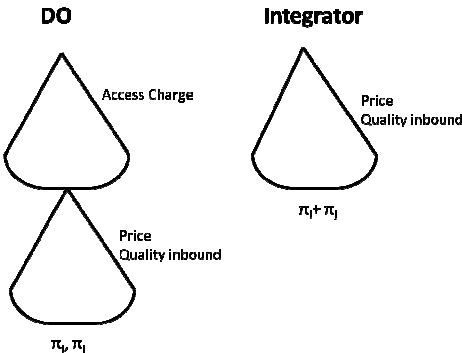 DO
Access Charge
Price
Quality inbound
πᵢ, πⱼ
Integrator
Price
Quality inbound
πᵢ+ πⱼ